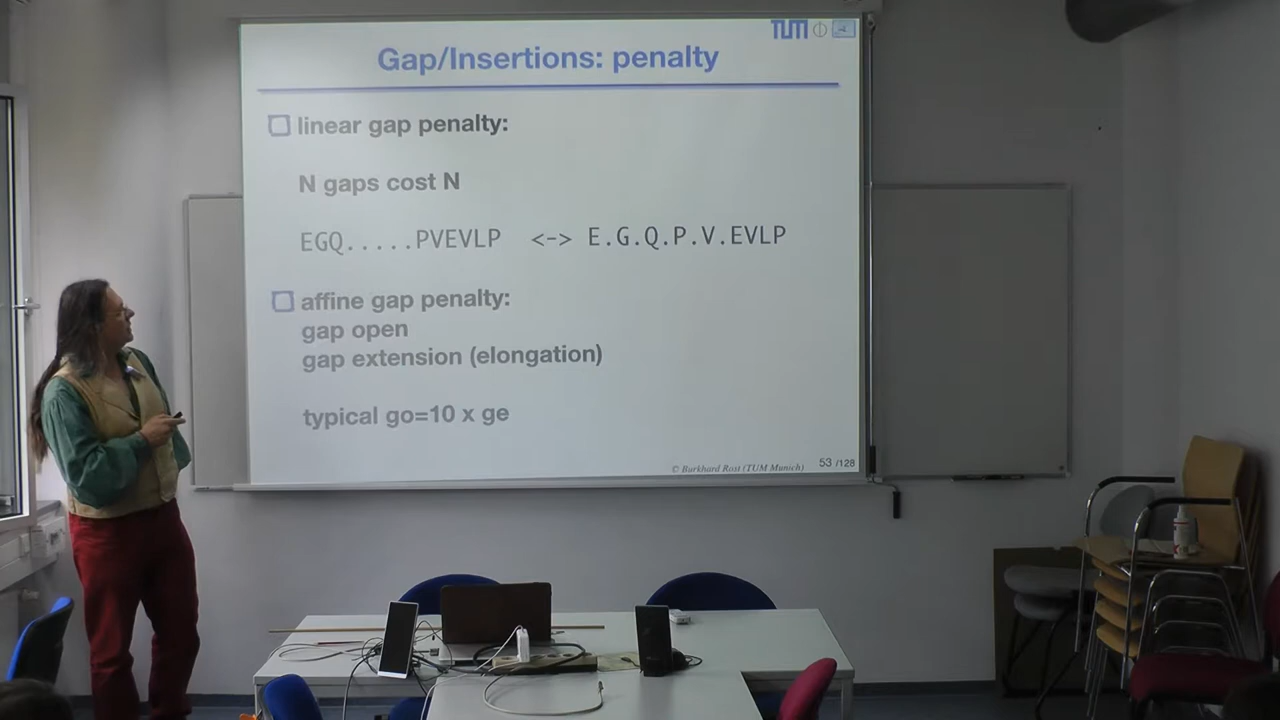 TUM
Gap/Insertions: penalty
linear gap penalty:
N gaps cost N
EGQ.....PVEVLP <-> E.G.Q.P.V.EVLP
affine gap penalty:
gap open
gap extension (elongation)
typical go=10 x ge
© Burkhard Rost (TUM Munich)
53 /128